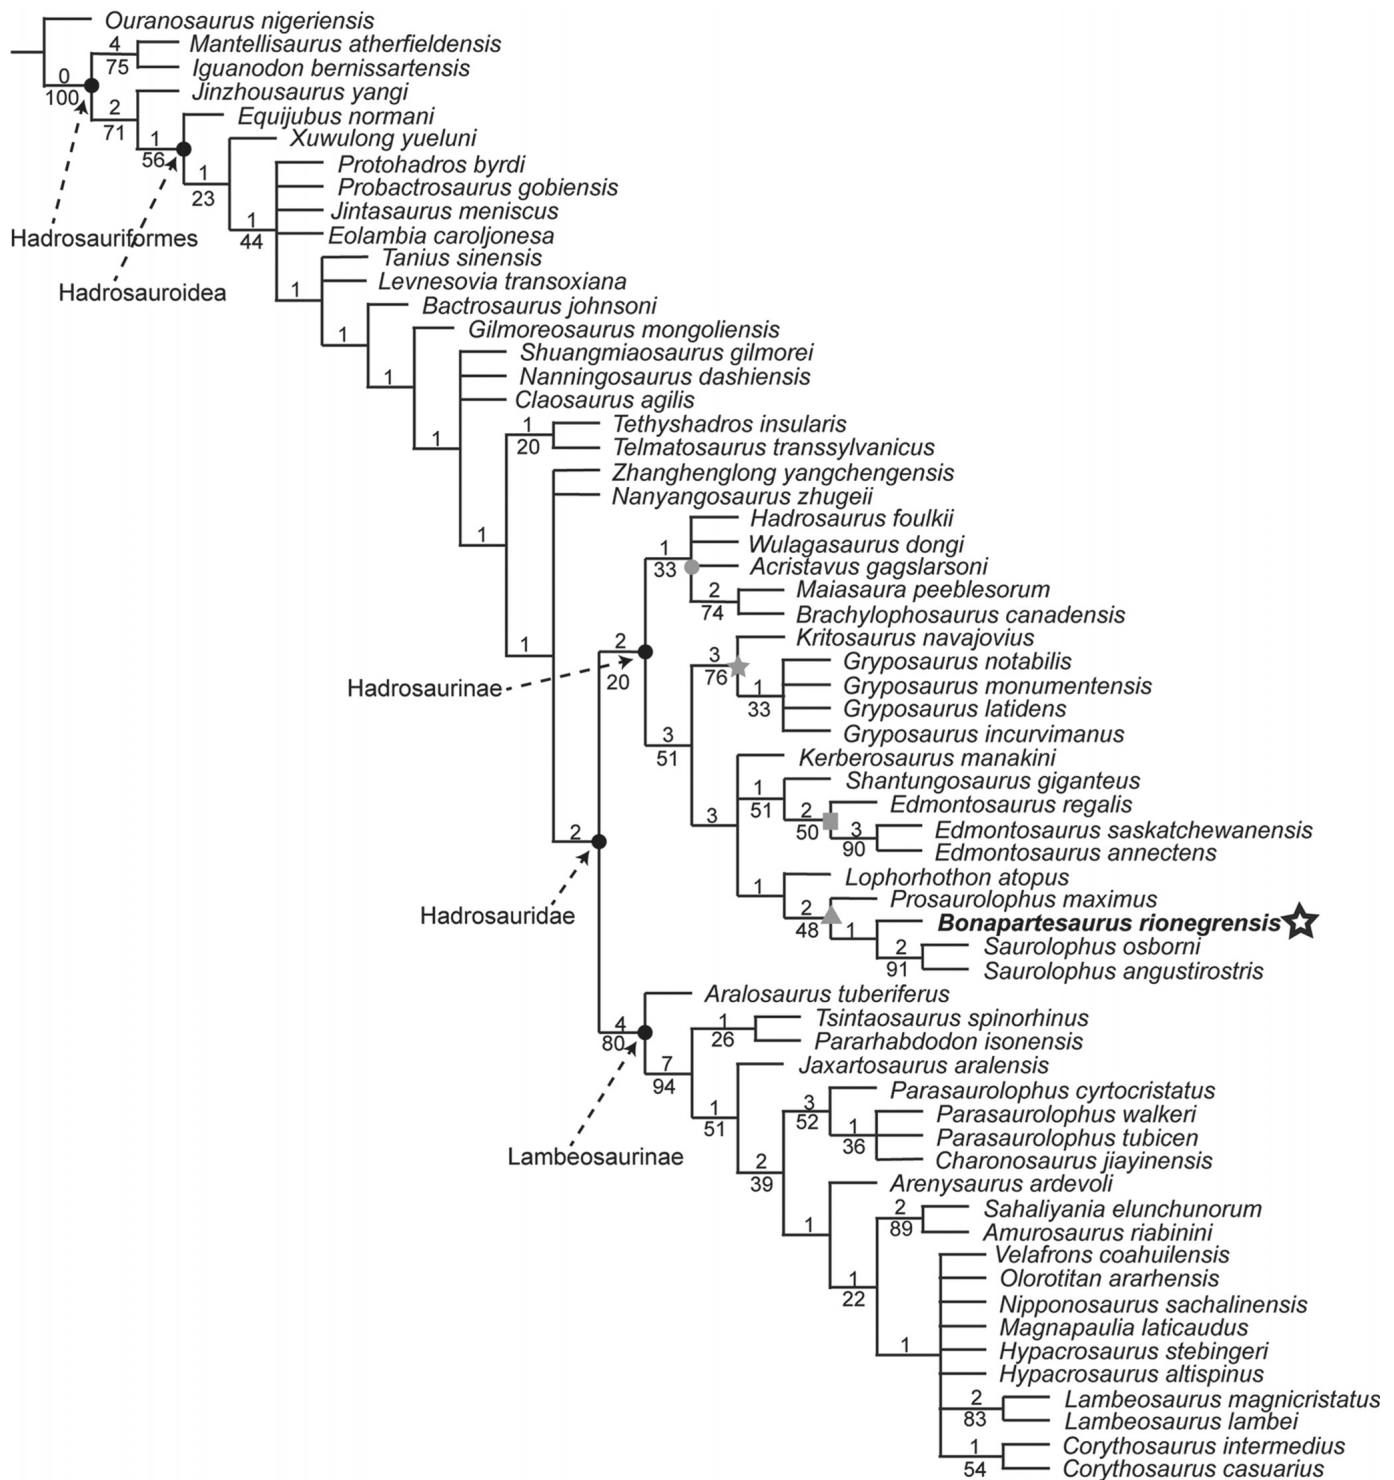 Ouranosaurus nigeriensis
4 Mantellisaurus atherfieldensis
75 Iguanodon bernissartensis
0
100
Jinzhousaurus yangi
2
71
Equijubus normani
1
56
Xuwulong yueluni
1
23
Protohadros byrdi
Probactrosaurus gobiensis
Jintasaurus meniscus
1
44
Eolambia caroljonesa
Hadrosauriformes
Tanius sinensis
Levnesovia transoxiana
1
Hadrosauroidea
Bactrosaurus johnsoni
Gilmoreosaurus mongoliensis
1
Shuangmiaosaurus gilmorei
Nanningosaurus dashiensis
1
Claosaurus agilis
1
Tethyshadros insularis
1
20
Telmatosaurus transsylvanicus
Zhanghenglong yangchengensis
Nanyangosaurus zhugeii
Hadrosaurus foulkii
1
Wulagasaurus dongi
1
33
Acristavus gagslarsoni
Maiasaura peeblesorum
2
74
Brachylophosaurus canadensis
Kritosaurus navajovius
1
2
20
3
76
Gryposaurus notabilis
Gryposaurus monumentensis
Hadrosaurinae
1
33
Gryposaurus latidens
Gryposaurus incurvimanus
3
51
Kerberosaurus manakini
Shantungosaurus giganteus
1
51
Edmontosaurus regalis
2
50
3
Edmontosaurus saskatchewanensis
3
90
Edmontosaurus annectens
2
Lophorhothon atopus
1
Prosaurolophus maximus
Hadrosauridae
2
48
Bonapartesaurus rionegrensis
1
Saurolophus osborni
2
91
Saurolophus angustirostris
Aralosaurus tuberiferus
Tsintaosaurus spinorhinus
4
80
1
26
Pararhabdodon isonensis
Jaxartosaurus aralensis
7
94
Parasaurolophus cyrtocristatus
3
52
Parasaurolophus walkeri
1
51
Parasaurolophus tubicen
1
36
Charonosaurus jiayinensis
Lambeosaurinae
2
39
Arenysaurus ardevoli
Sahaliyania elunchunorum
2
89
Amurosaurus riabinini
1
Velafrons coahuilensis
Olorotitan ararhensis
1
22
Nipponosaurus sachalinensis
Magnapaulia laticaudus
1
Hypacrosaurus stebingeri
Hypacrosaurus altispinus
2
Lambeosaurus magnicristatus
83
Lambeosaurus lambei
1
Corythosaurus intermedius
54
Corythosaurus casuarius